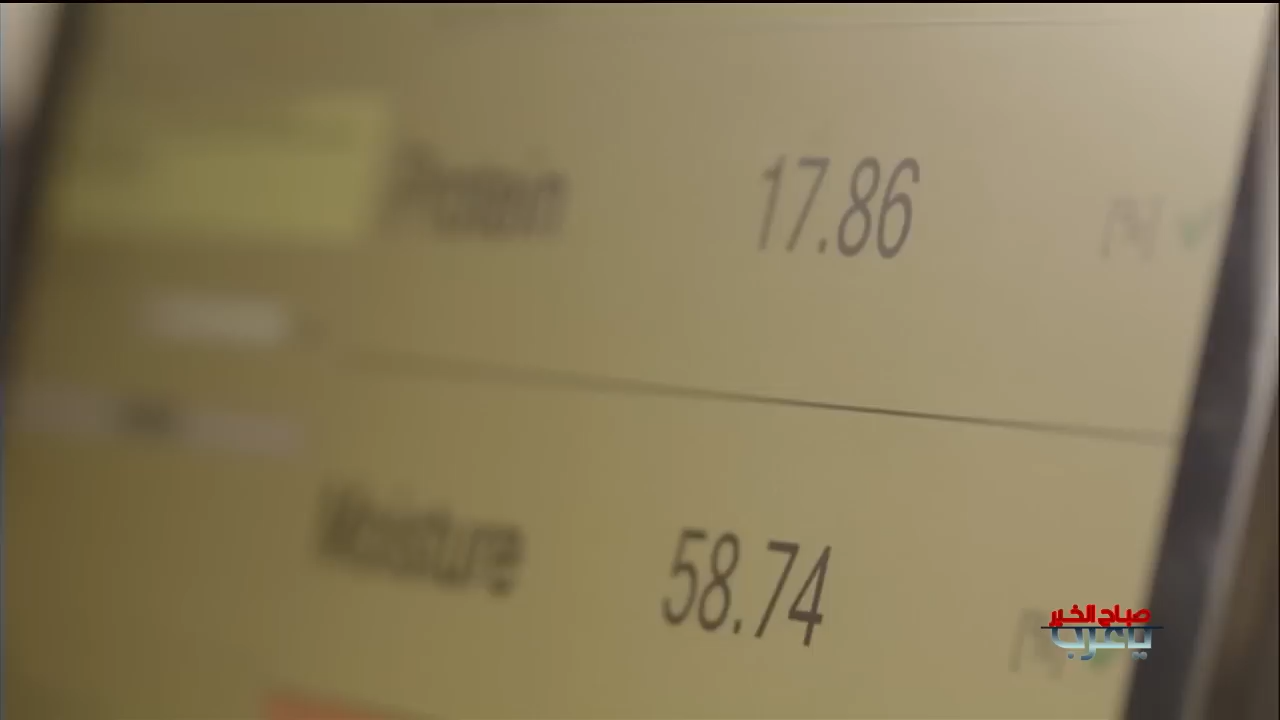 Protein 17.86 [%]
Moisture 58.74
صباح الخير
يا عرب